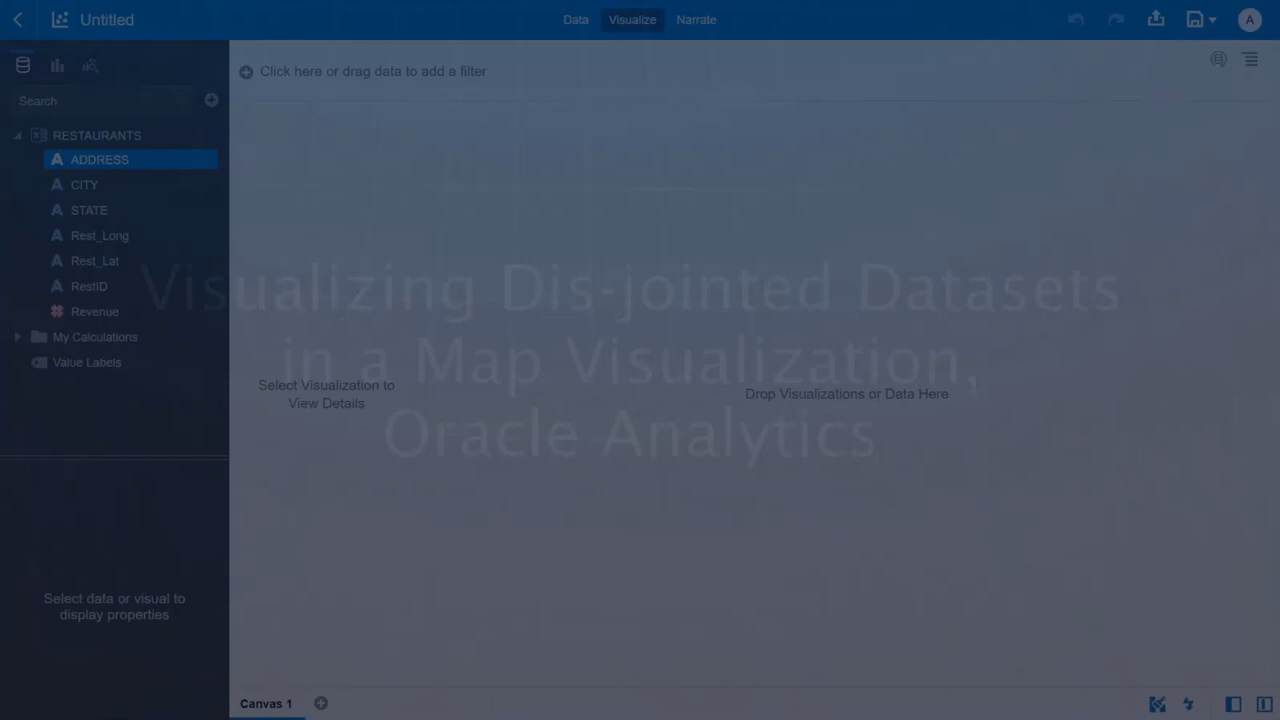 Untitled
Data
Visualize
Narrate
A
Click here or drag data to add a filter
Search
RESTAURANTS
A ADDRESS
A CITY
A STATE
A Rest_Long
A Rest_Lat
A RestID
Revenue
My Calculations
Value Labels
Visualizing Dis-jointed Datasets
in a Map Visualization,
Oracle Analytics
Select Visualization to
View Details
Drop Visualizations or Data Here
Select data or visual to
display properties
Canvas 1